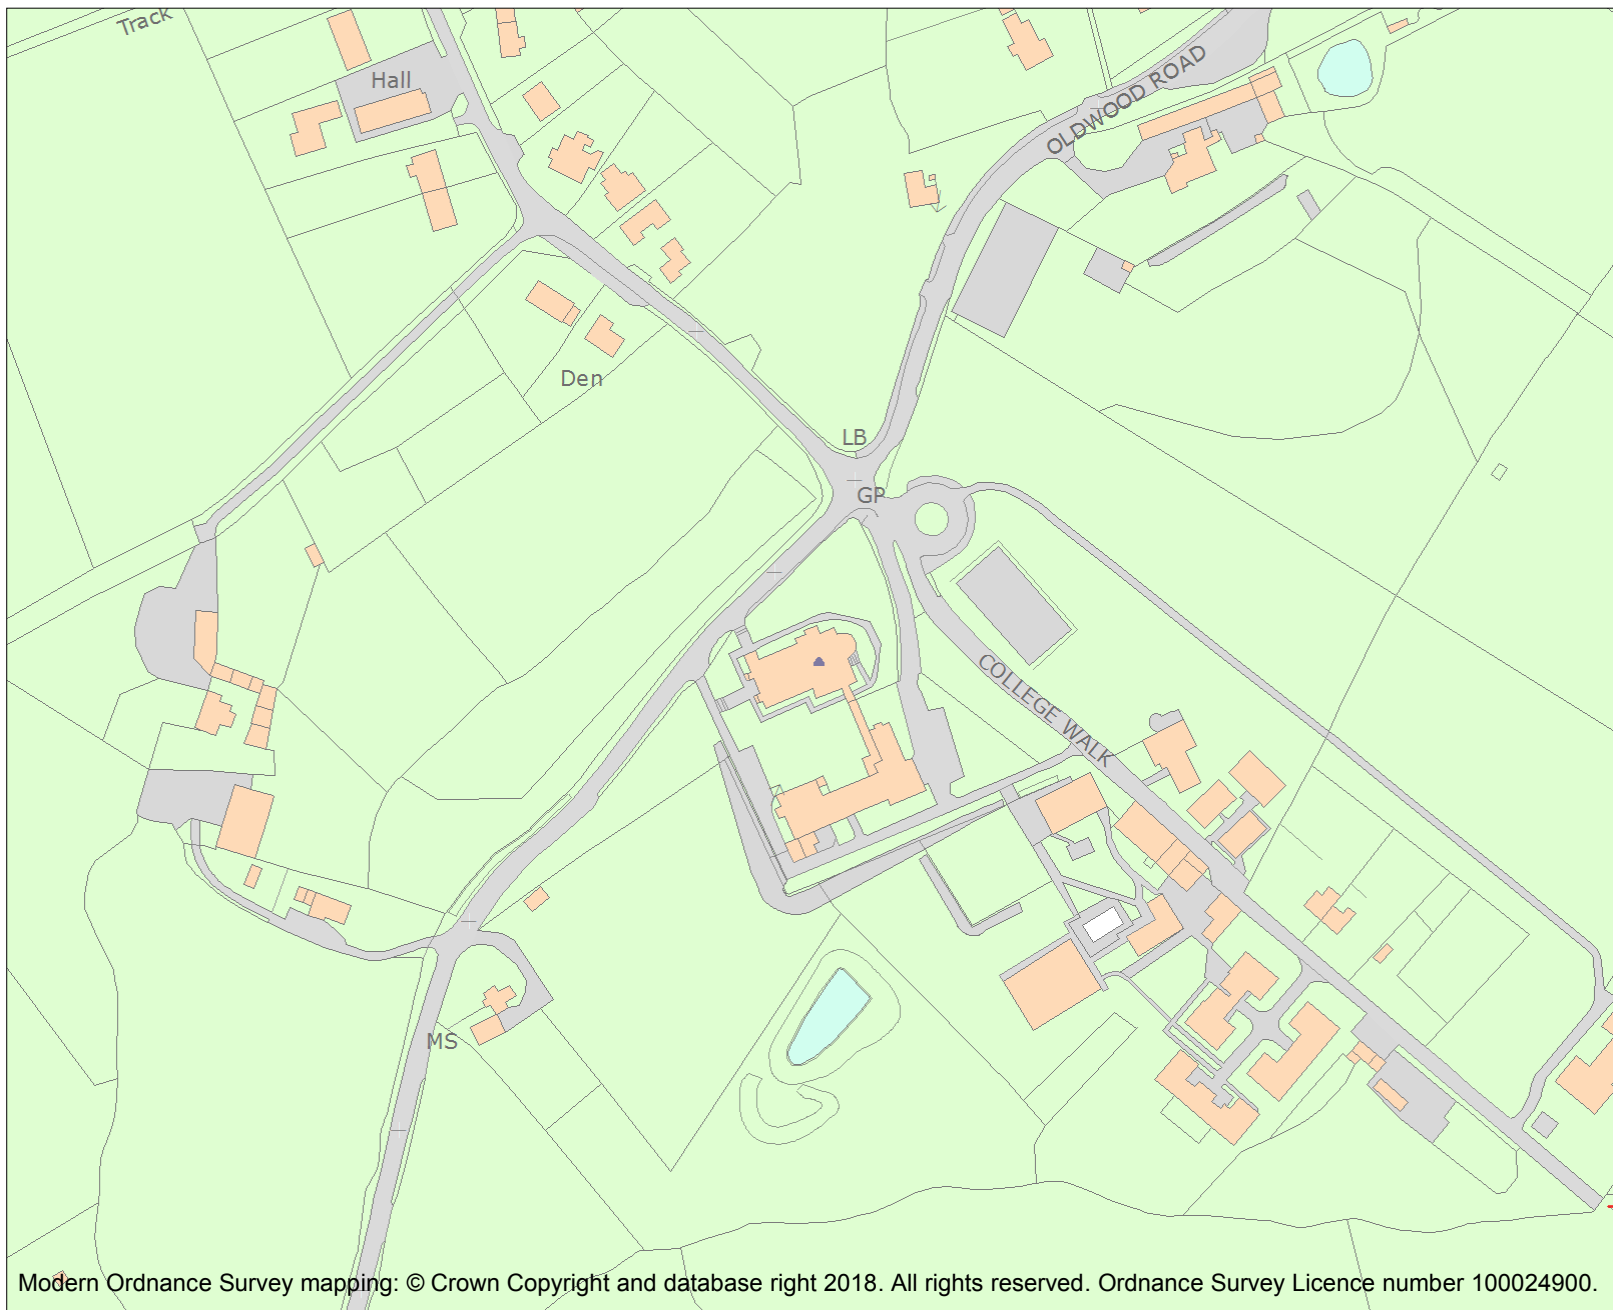 Track
Hall
OLDWOOD ROAD
Den
LB
GP
COLLEGE WALK
MS
Modern Ordnance Survey mapping: © Crown Copyright and database right 2018. All rights reserved. Ordnance Survey Licence number 100024900.